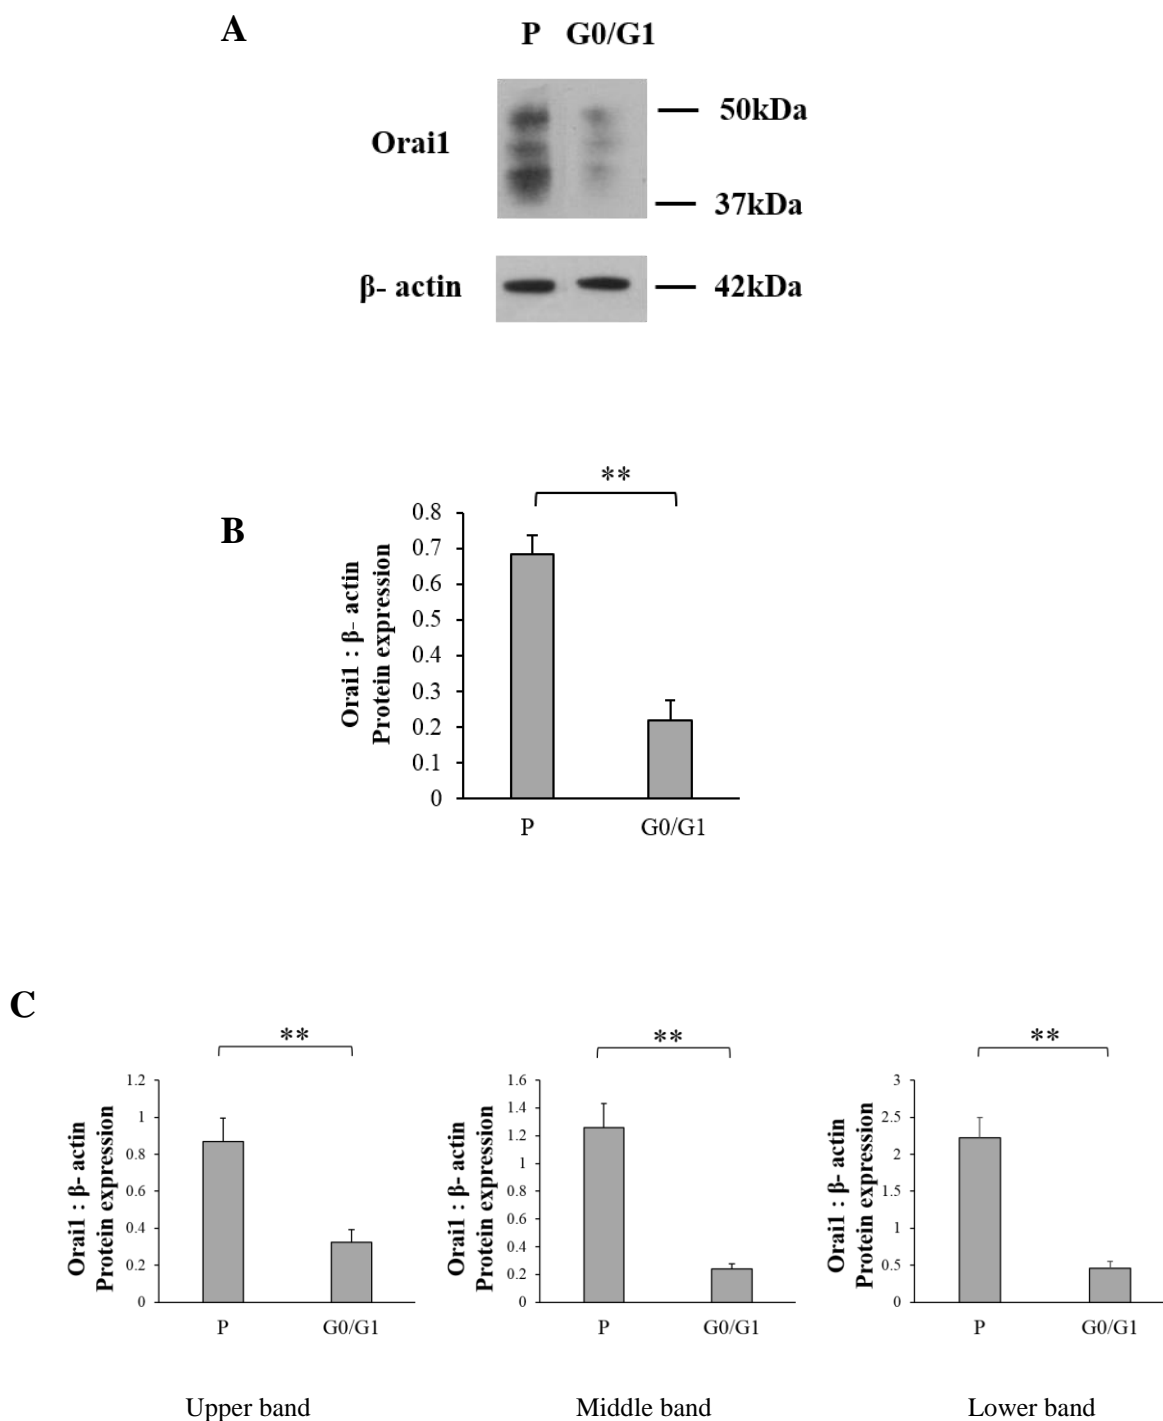 A
P G0/G1
Orai1
50kDa
37kDa
β- actin
42kDa
B
**
Orai1 : β- actin
Protein expression
0.8
0.7
0.6
0.5
0.4
0.3
0.2
0.1
0
P G0/G1
C
**
Orai1 : β- actin
Protein expression
1.2
1
0.8
0.6
0.4
0.2
0
P G0/G1
Upper band
**
Orai1 : β- actin
Protein expression
1.6
1.4
1.2
1
0.8
0.6
0.4
0.2
0
P G0/G1
Middle band
**
Orai1 : β- actin
Protein expression
3
2.5
2
1.5
1
0.5
0
P G0/G1
Lower band